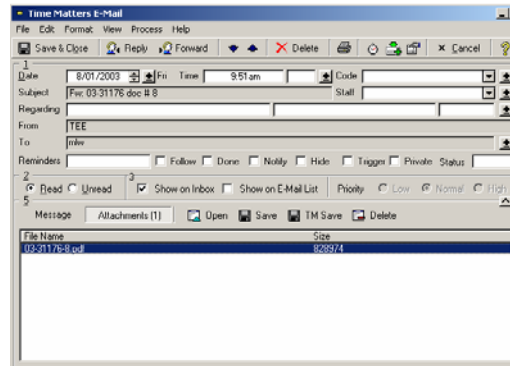 Time Matters E-Mail
File Edit Format View Process Help
Save & Close Reply Forward Delete Cancel
1
Date 8/01/2003 Fri Time 9:51 am Code
Subject Fw: 03-31176 doc # 8 Staff
Regarding
From TEE
To mlw
Reminders Follow Done Notify Hide Trigger Private Status
2 3
Read Unread Show on Inbox Show on E-Mail List Priority Low Normal High
5
Message Attachments (1) Open Save TM Save Delete
File Name Size
03-31176-8.pdf 828974